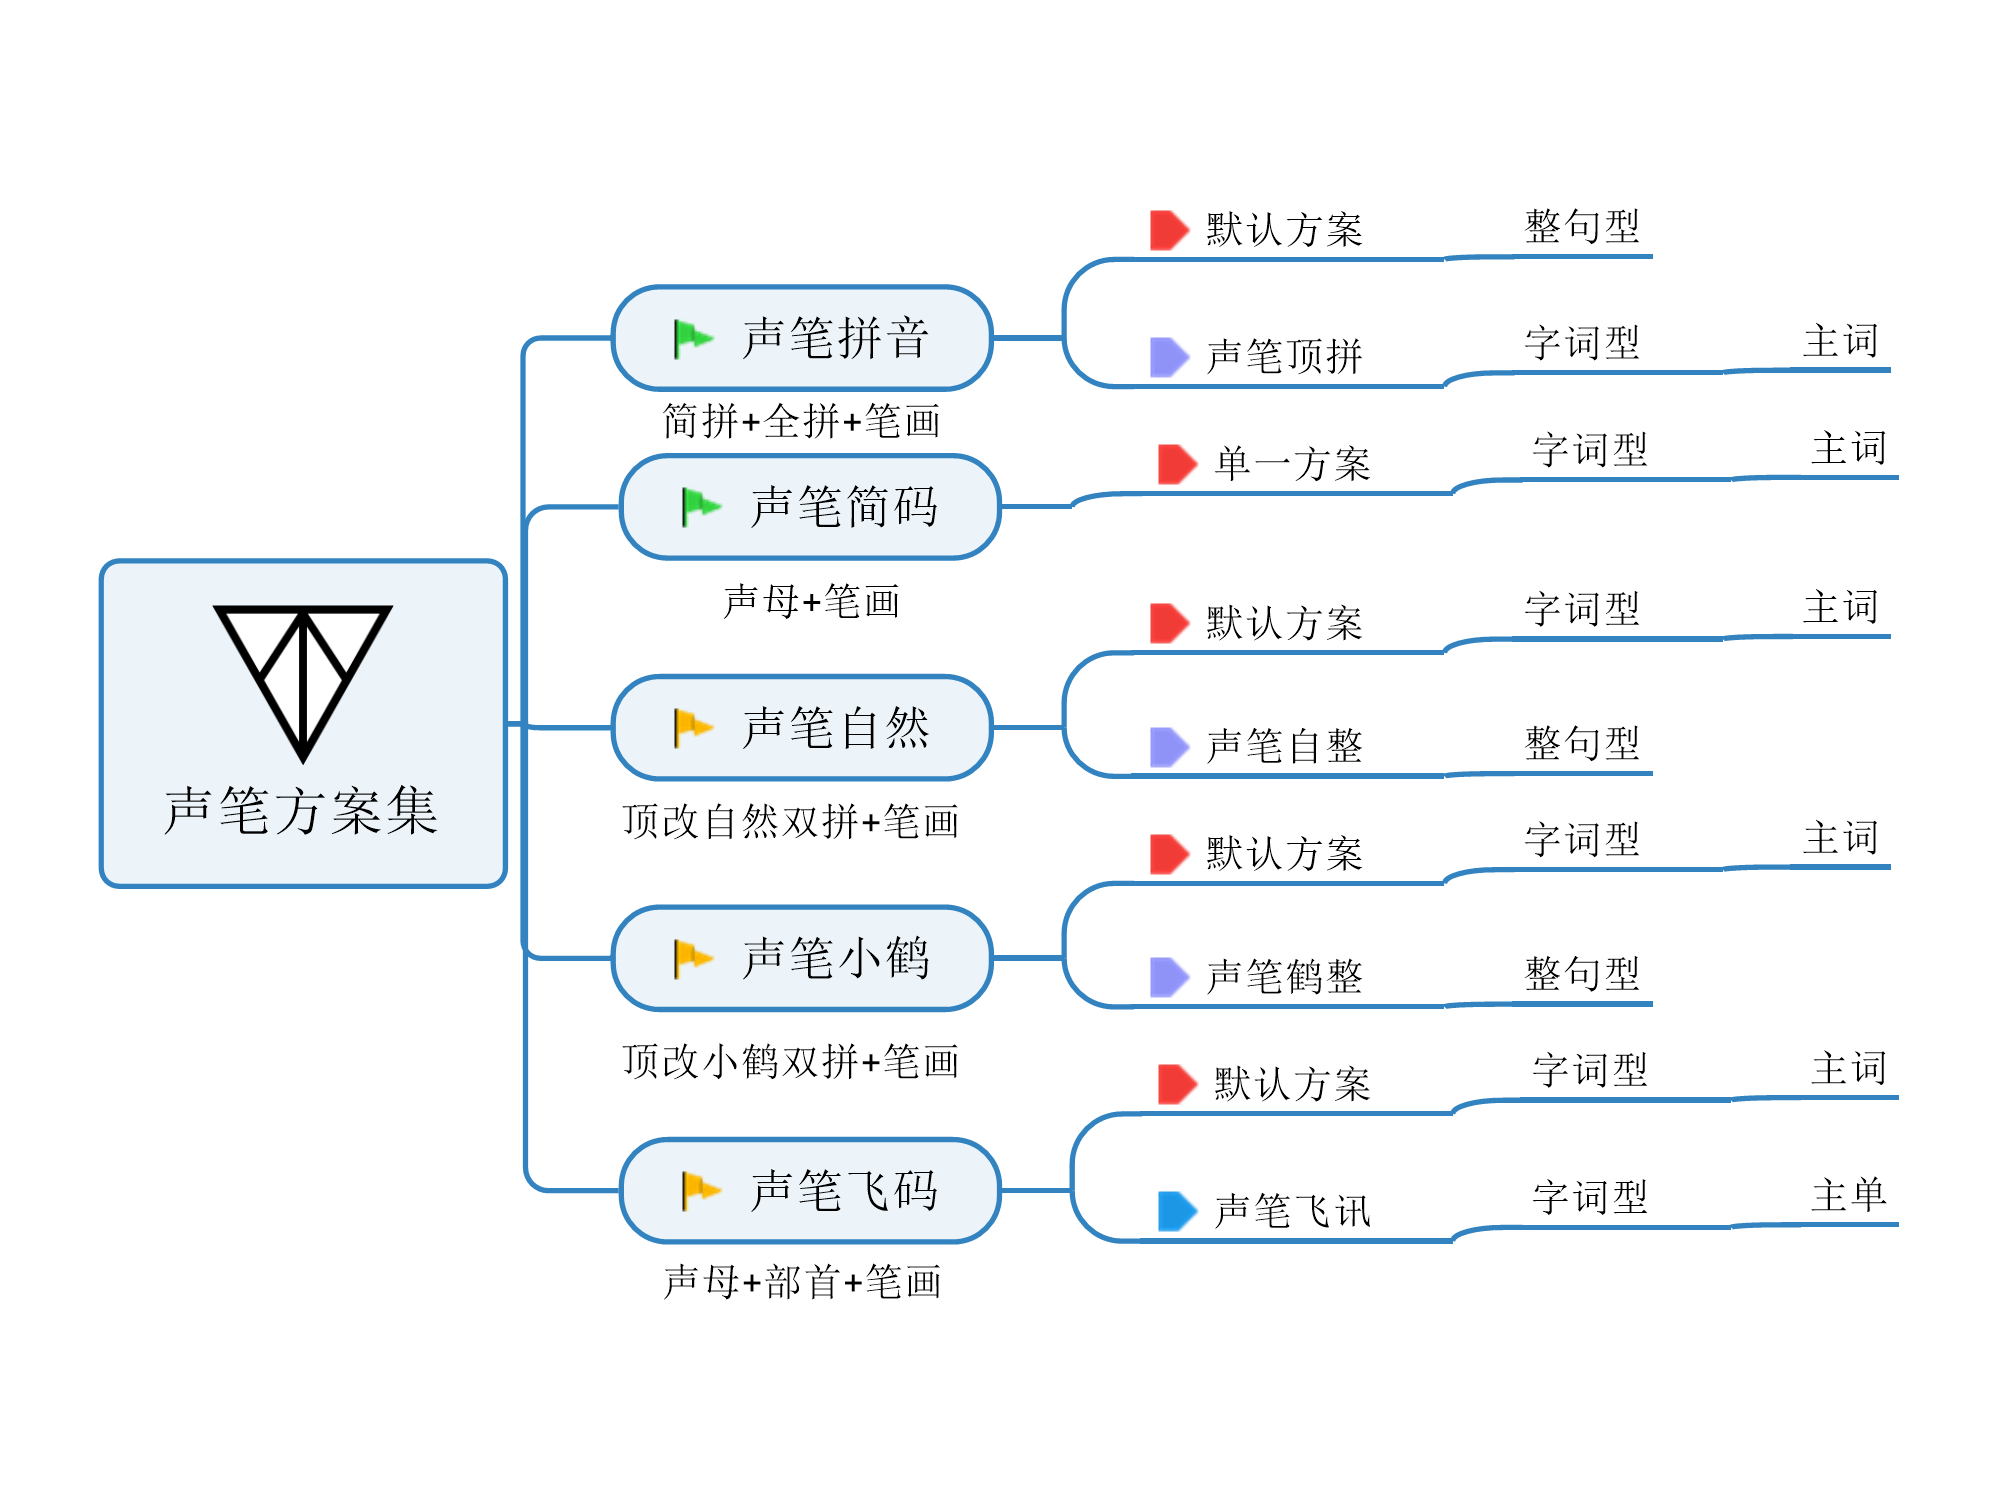 声笔方案集
声笔拼音
简拼+全拼+笔画
默认方案 整句型
声笔顶拼 字词型 主词
声笔简码
声母+笔画
单一方案 字词型 主词
声笔自然
顶改自然双拼+笔画
默认方案 字词型 主词
声笔自整 整句型
声笔小鹤
顶改小鹤双拼+笔画
默认方案 字词型 主词
声笔鹤整 整句型
声笔飞码
声母+部首+笔画
默认方案 字词型 主词
声笔飞讯 字词型 主单